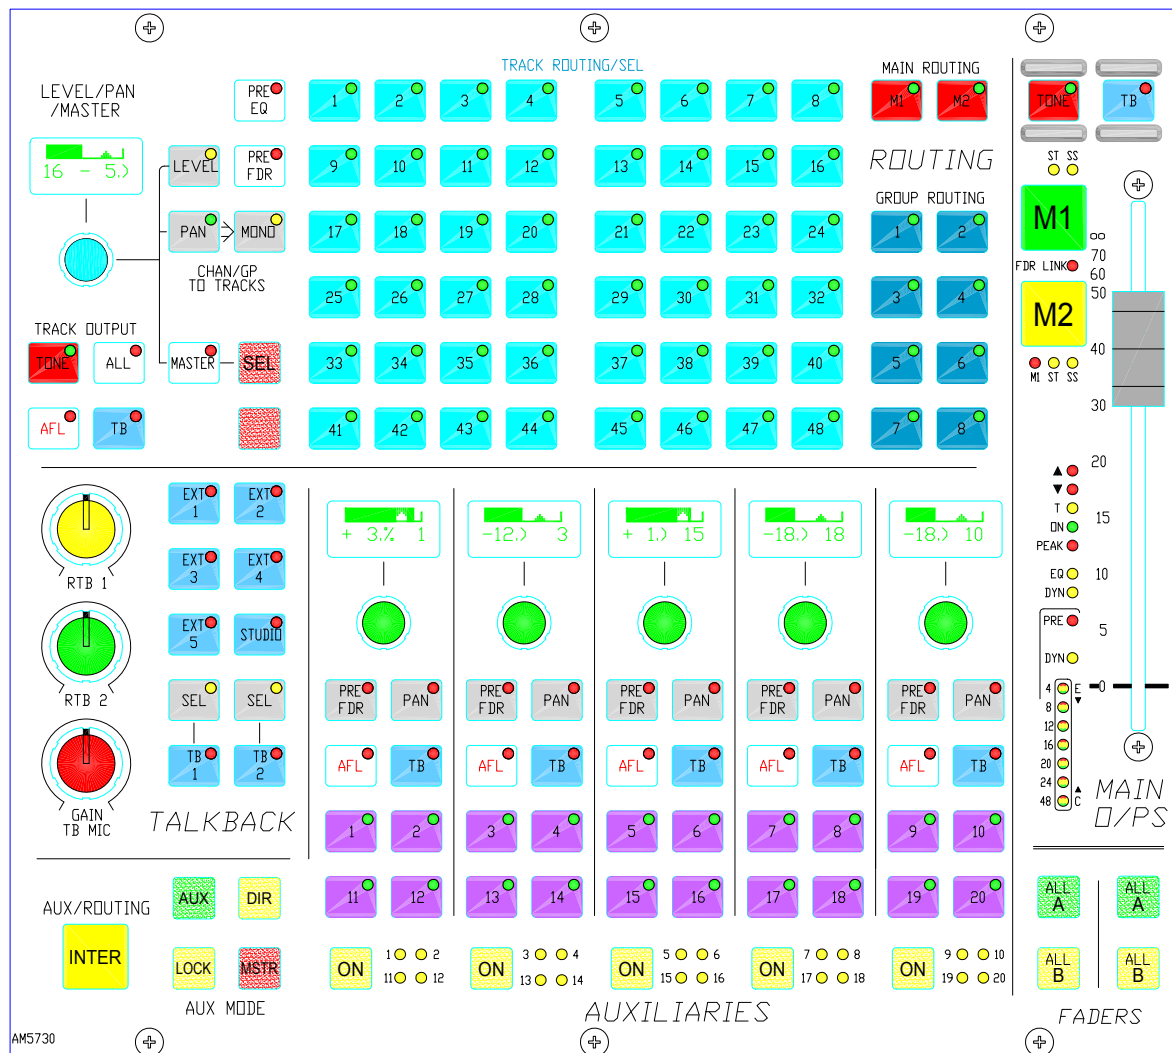 TRACK ROUTING/SEL
MAIN ROUTING
LEVEL/PAN
/MASTER
PRE
EQ
1 2 3 4 5 6 7 8
M1 M2
TONE TB
16 - 5.)
LEVEL
PRE
FDR
9 10 11 12 13 14 15 16
ROUTING
ST SS
PAN
MONO
17 18 19 20 21 22 23 24
GROUP ROUTING
1 2
M1
CHAN/GP
TO TRACKS
25 26 27 28 29 30 31 32
3 4
FDR LINK
M2
M1 ST SS
∞
70
60
50
40
30
20
15
10
5
0
TRACK OUTPUT
TONE ALL MASTER SEL
33 34 35 36 37 38 39 40
5 6
AFL TB
41 42 43 44 45 46 47 48
7 8
▲
▼
T
ON
PEAK
EQ
DYN
PRE
DYN
4 E
8 ▼
12
16
20
24 ▲
48 C
MAIN
O/PS
RTB 1
RTB 2
GAIN
TB MIC
EXT
1
EXT
2
EXT
3
EXT
4
EXT
5
STUDIO
SEL SEL
TB
1
TB
2
TALKBACK
+ 3.% 1
-12.) 3
+ 1.) 15
-18.) 18
-18.) 10
PRE
FDR
PAN
PRE
FDR
PAN
PRE
FDR
PAN
PRE
FDR
PAN
PRE
FDR
PAN
AFL TB AFL TB AFL TB AFL TB AFL TB
1 2 3 4 5 6 7 8 9 10
11 12 13 14 15 16 17 18 19 20
AUX/ROUTING
INTER
AUX DIR
LOCK MSTR
AUX MODE
ON
1 2
11 12
ON
3 4
13 14
ON
5 6
15 16
ON
7 8
17 18
ON
9 10
19 20
AUXILIARIES
ALL
A
ALL
A
ALL
B
ALL
B
FADERS
AM5730